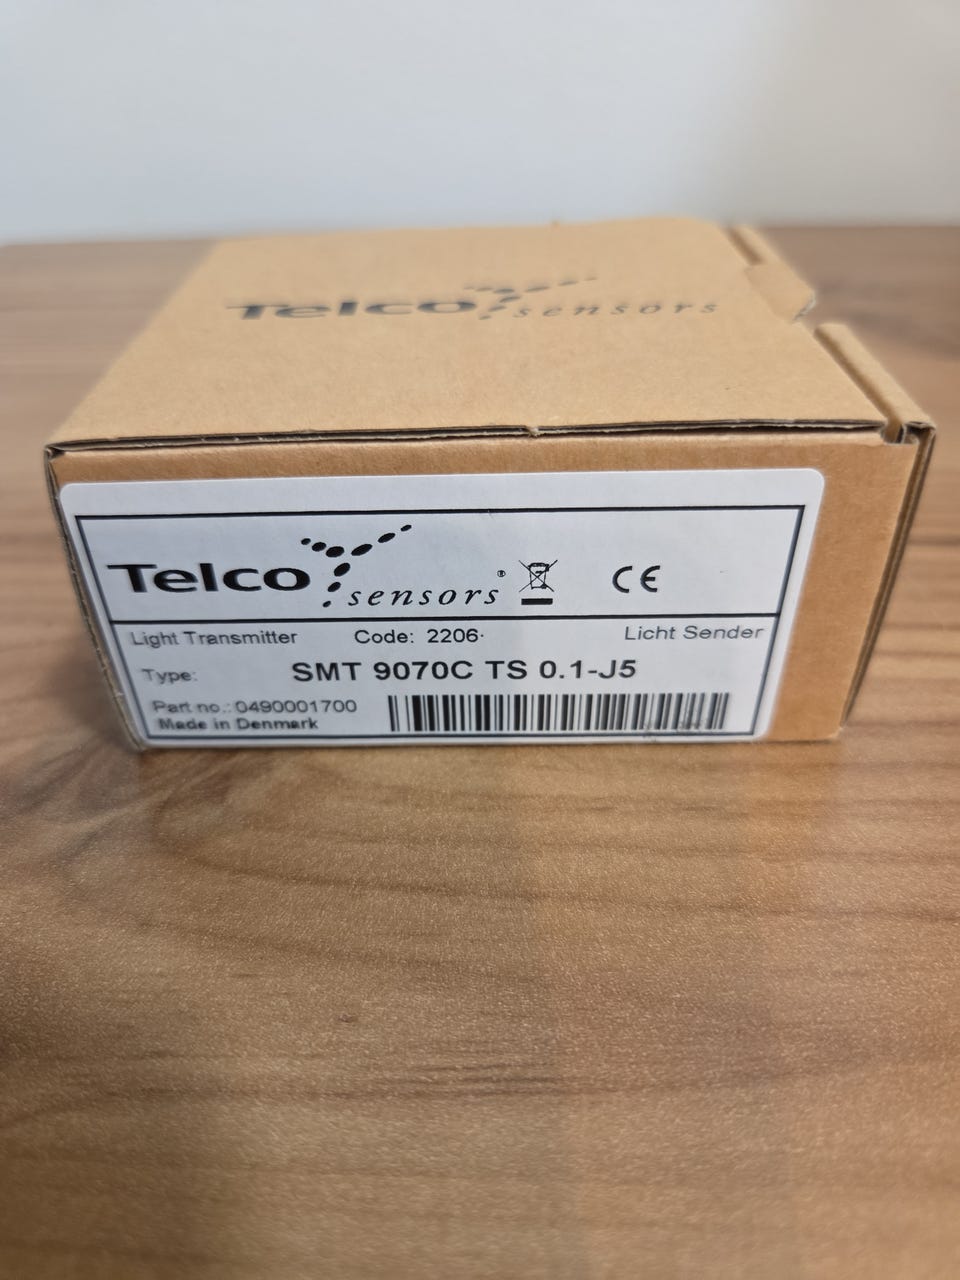 Telco sensors
Telco sensors ®
CE
Light Transmitter Code: 2206 Licht Sender
Type: SMT 9070C TS 0.1-J5
Part no.: 0490001700
Made in Denmark